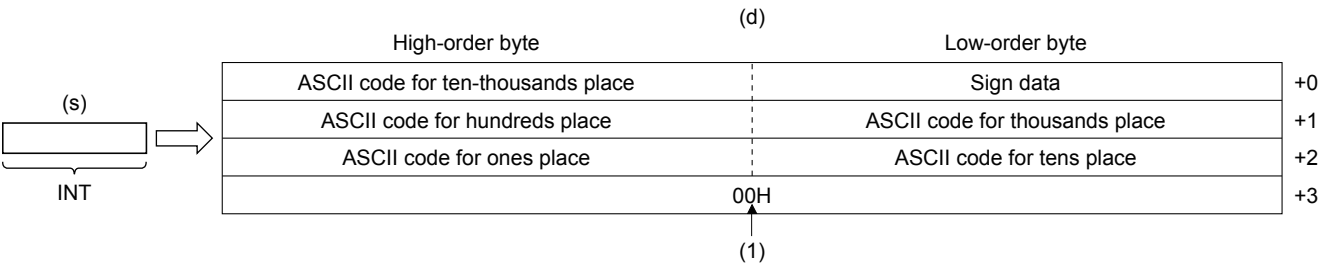 (d)
High-order byte Low-order byte
ASCII code for ten-thousands place Sign data +0
(s)
ASCII code for hundreds place ASCII code for thousands place +1
ASCII code for ones place ASCII code for tens place +2
INT
00H +3
(1)